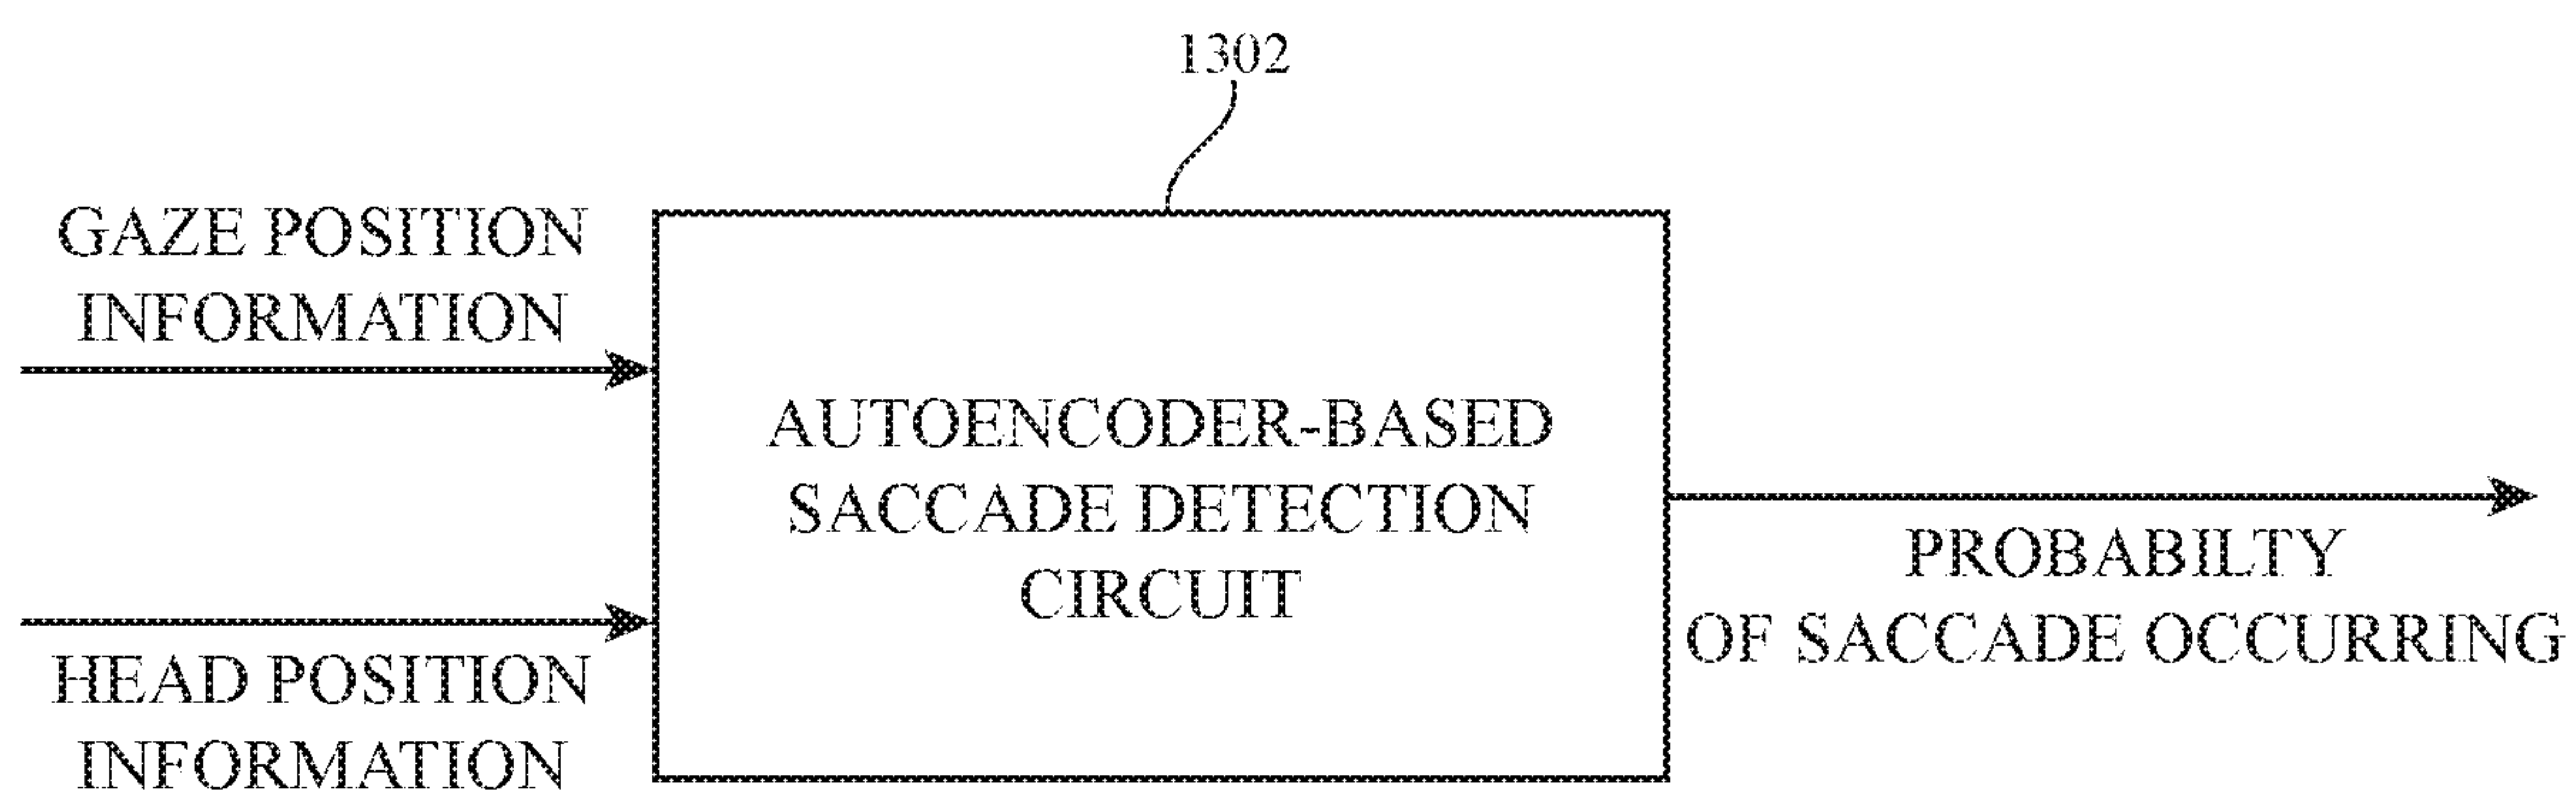 1302
GAZE POSITION
INFORMATION
AUTOENCODER-BASED
SACCADE DETECTION
CIRCUIT
PROBABILTY
OF SACCADE OCCURRING
HEAD POSITION
INFORMATION